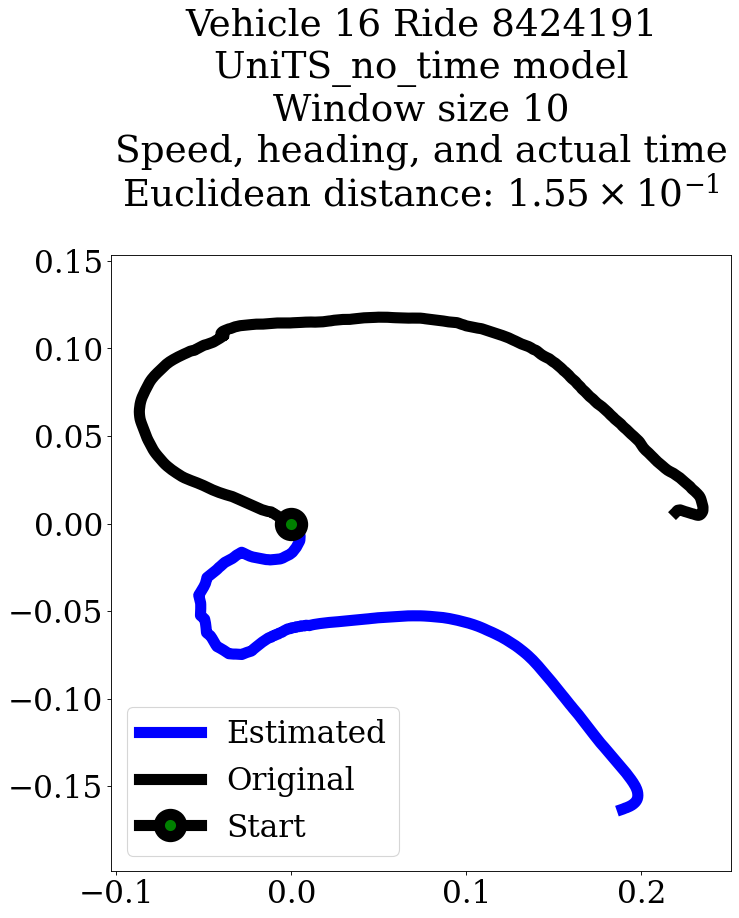 Vehicle 16 Ride 8424191
UniTS_no_time model
Window size 10
Speed, heading, and actual time
Euclidean distance: 1.55 × 10⁻¹
0.15
0.10
0.05
0.00
−0.05
−0.10
−0.15
Estimated
Original
Start
−0.1
0.0
0.1
0.2